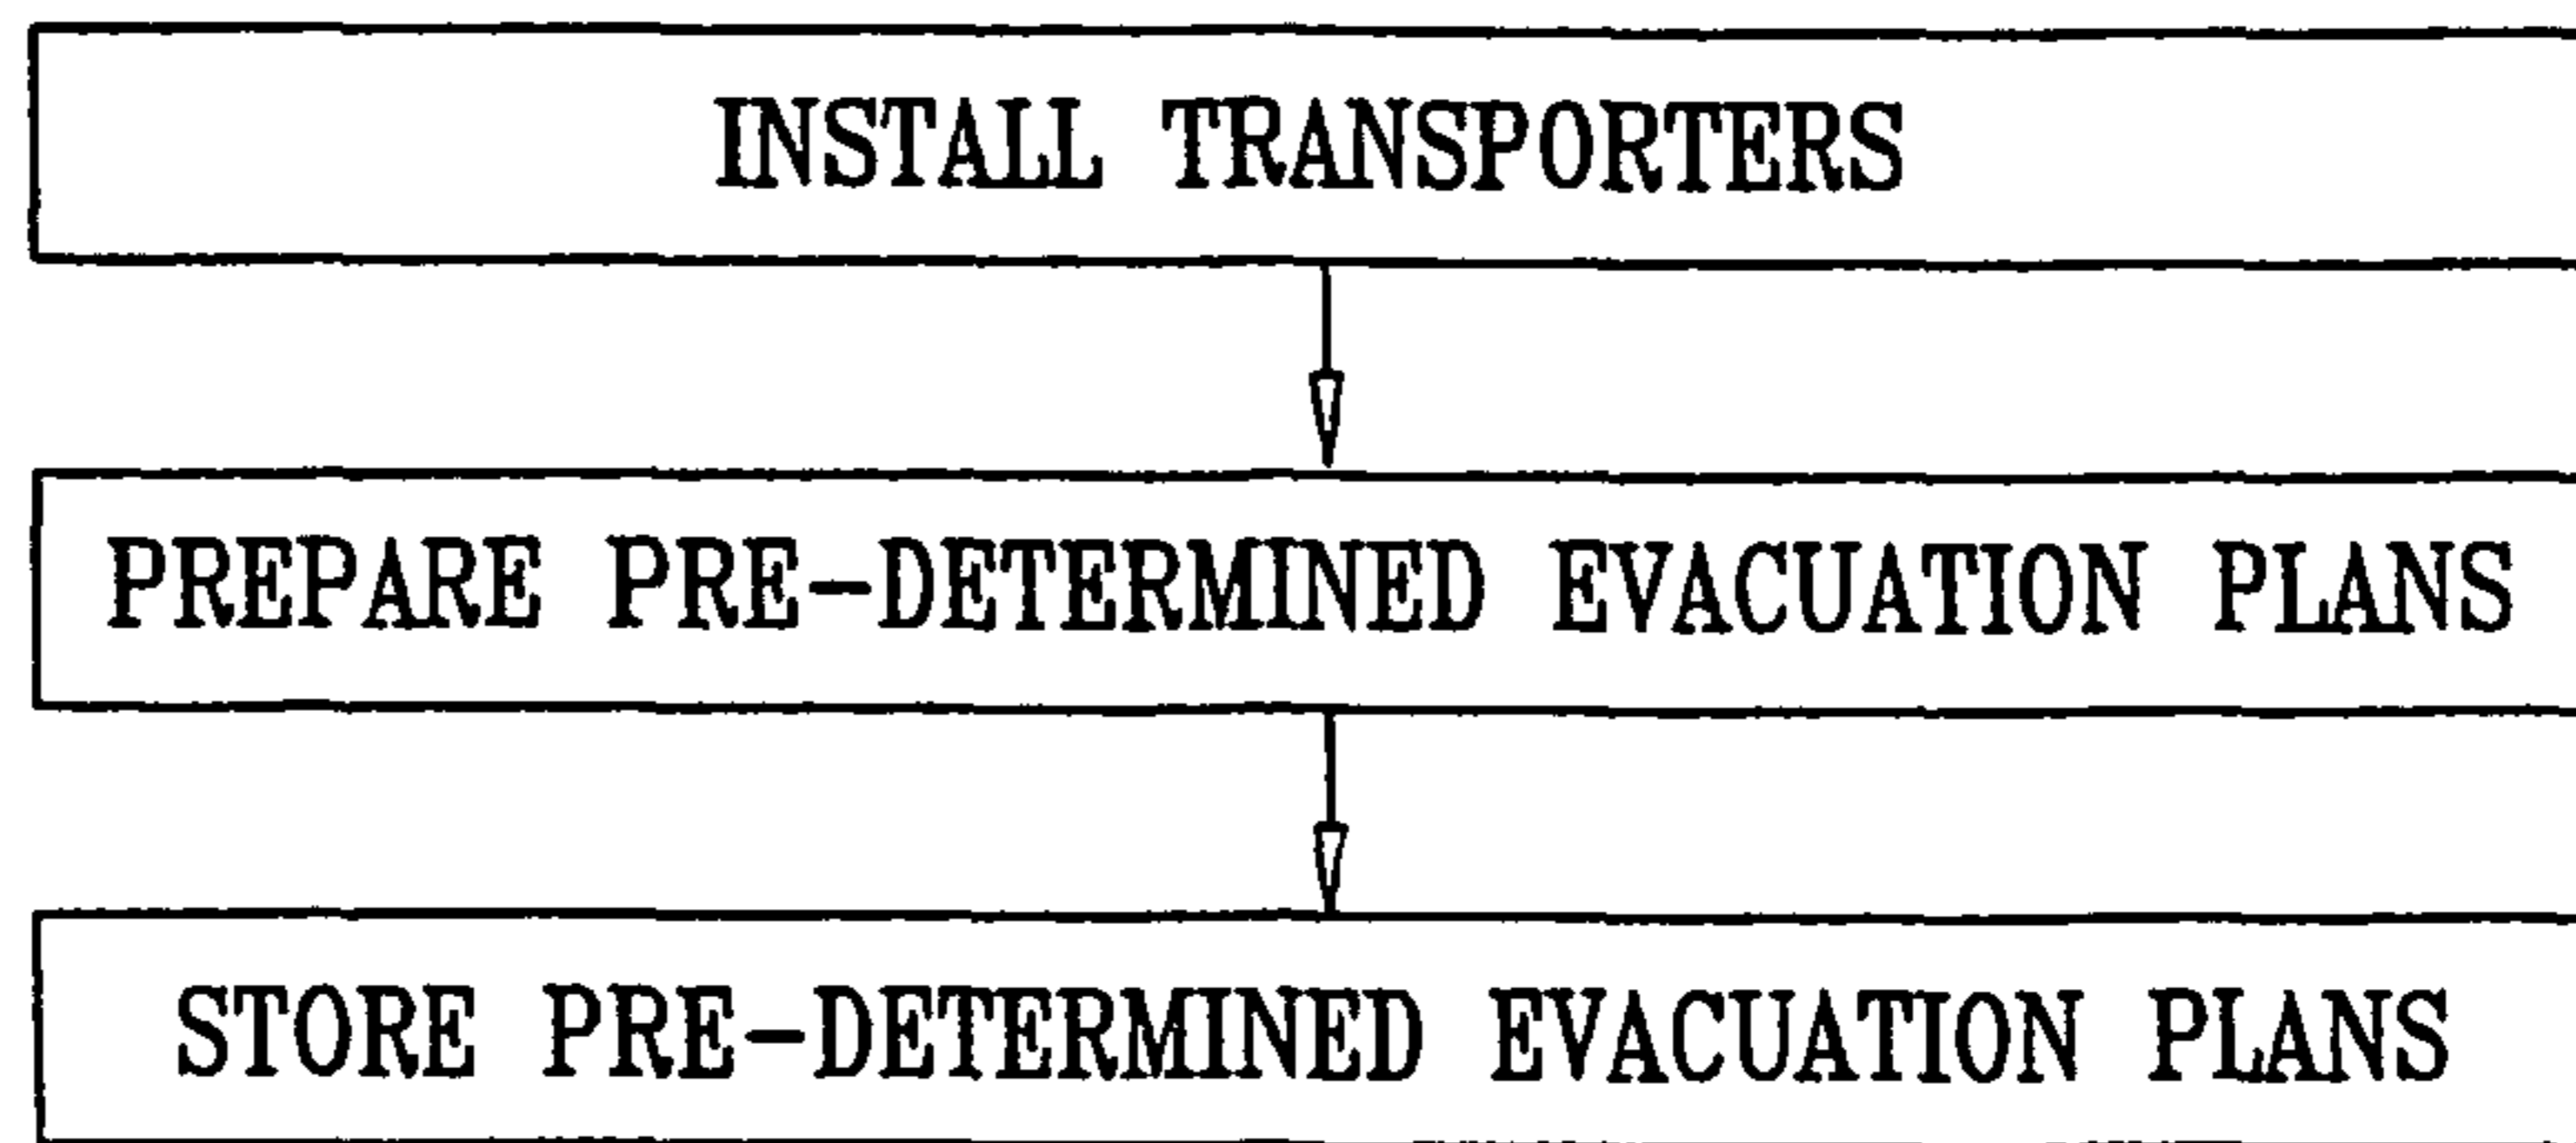 INSTALL TRANSPORTERS
PREPARE PRE-DETERMINED EVACUATION PLANS
STORE PRE-DETERMINED EVACUATION PLANS